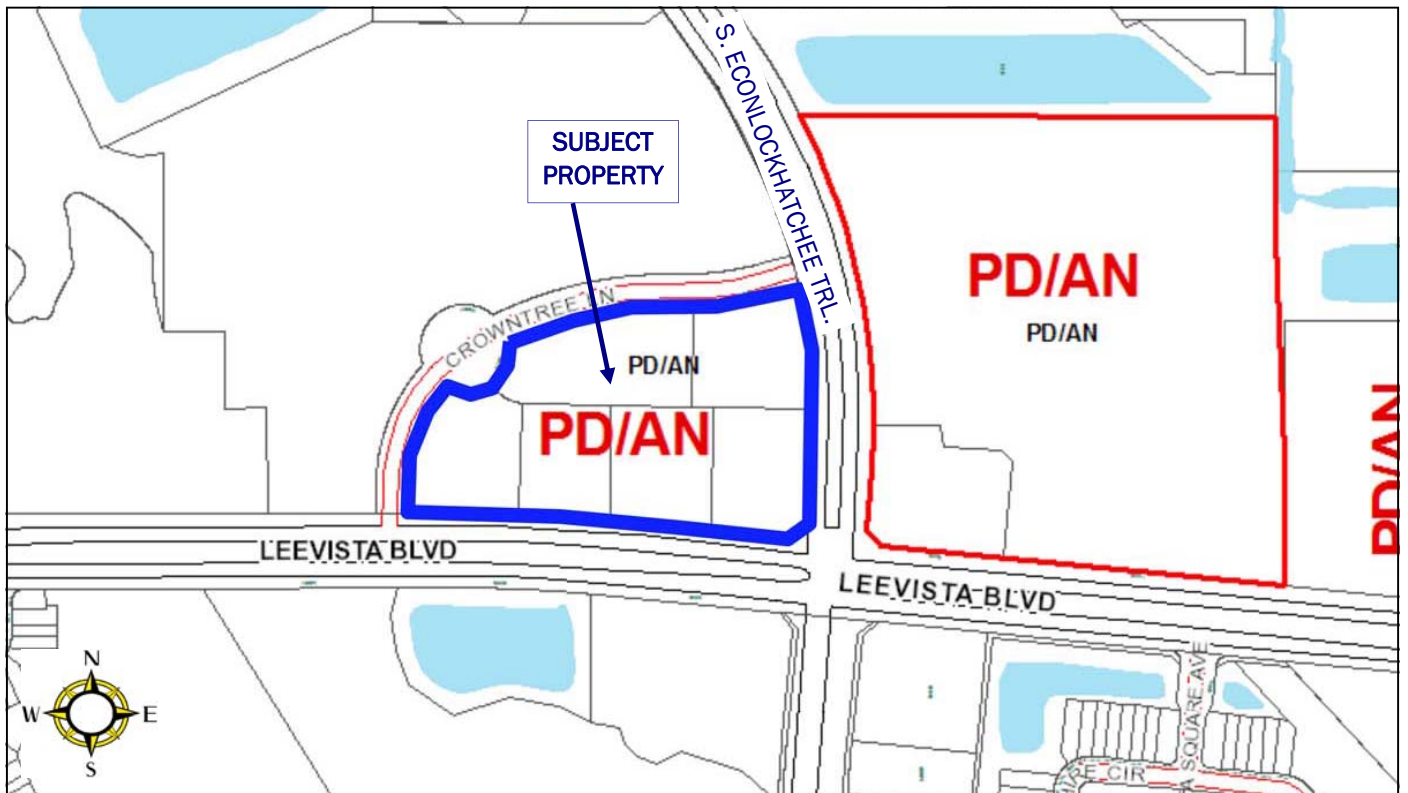 S. ECONLOCKHATCHEE TRL.
SUBJECT
PROPERTY
PD/AN
PD/AN
CROWNTREE LN
PD/AN
PD/AN
PD/AN
LEEVISTA BLVD
LEEVISTA BLVD
A SQUARE AVE
CIR
N
W E
S